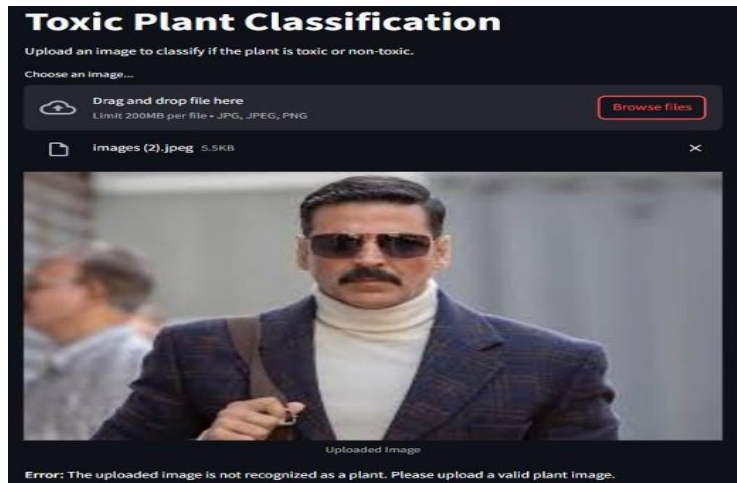 Toxic Plant Classification
Upload an image to classify if the plant is toxic or non-toxic.
Choose an image...
Drag and drop file here
Limit 200MB per file • JPG, JPEG, PNG
Browse files
images (2).jpeg 5.5KB
Uploaded Image
Error: The uploaded image is not recognized as a plant. Please upload a valid plant image.